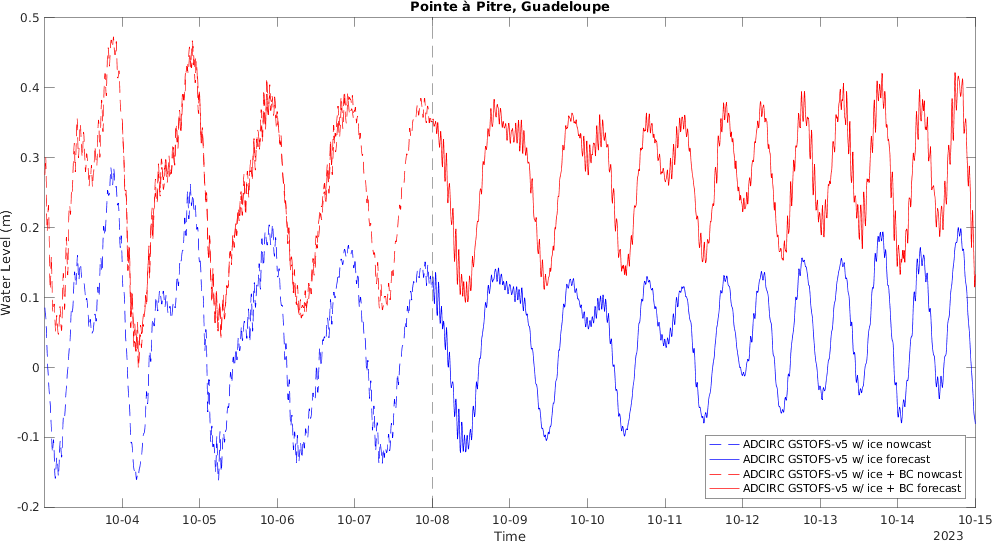 Pointe à Pitre, Guadeloupe
Water Level (m)
0.5
0.4
0.3
0.2
0.1
0
-0.1
-0.2
ADCIRC GSTOFS-v5 w/ ice nowcast
ADCIRC GSTOFS-v5 w/ ice forecast
ADCIRC GSTOFS-v5 w/ ice + BC nowcast
ADCIRC GSTOFS-v5 w/ ice + BC forecast
10-04 10-05 10-06 10-07 10-08 10-09 10-10 10-11 10-12 10-13 10-14 10-15
Time
2023